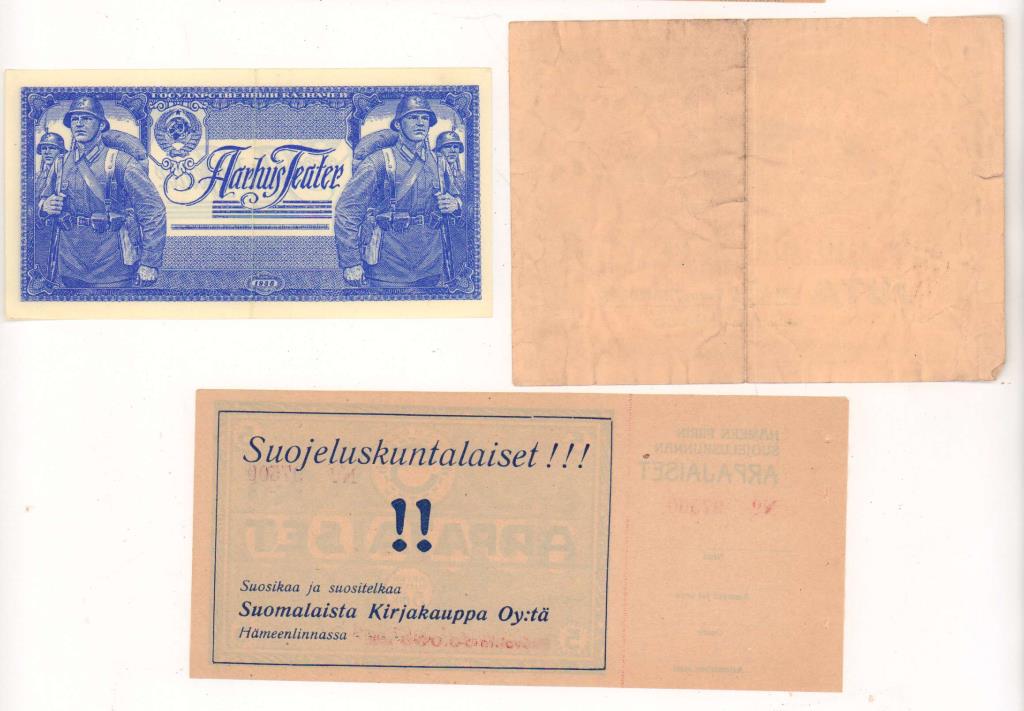 ГОСУДАРСТВЕННЫЙ КАЗНАЧЕЙ
Aarhus Teater
1938
Suojeluskuntalaiset!!!
!!
Suosikaa ja suositelkaa
Suomalaista Kirjakauppa Oy:tä
Hämeenlinnassa
HÄMEEN PIIRIN
SUOJELUSKUNNAN
ARPAJAISET